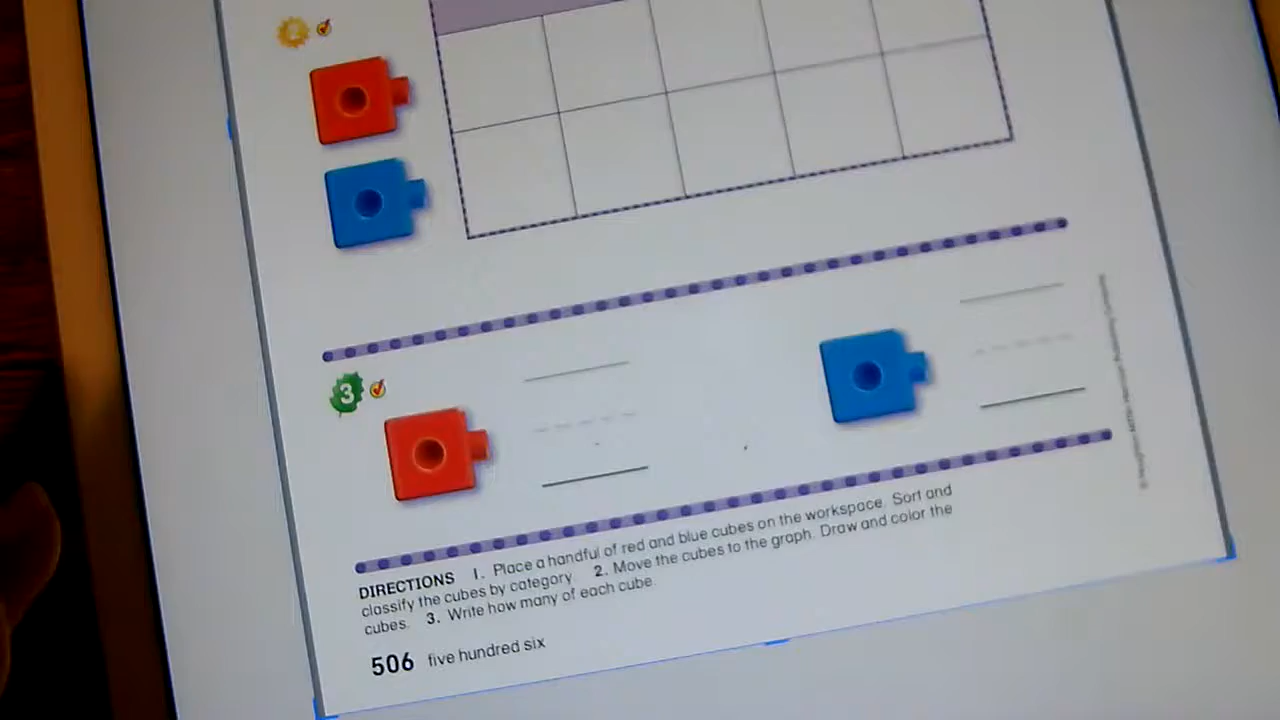 3
DIRECTIONS 1. Place a handful of red and blue cubes on the workspace. Sort and
classify the cubes by category. 2. Move the cubes to the graph. Draw and color the
cubes. 3. Write how many of each cube.
506 five hundred six